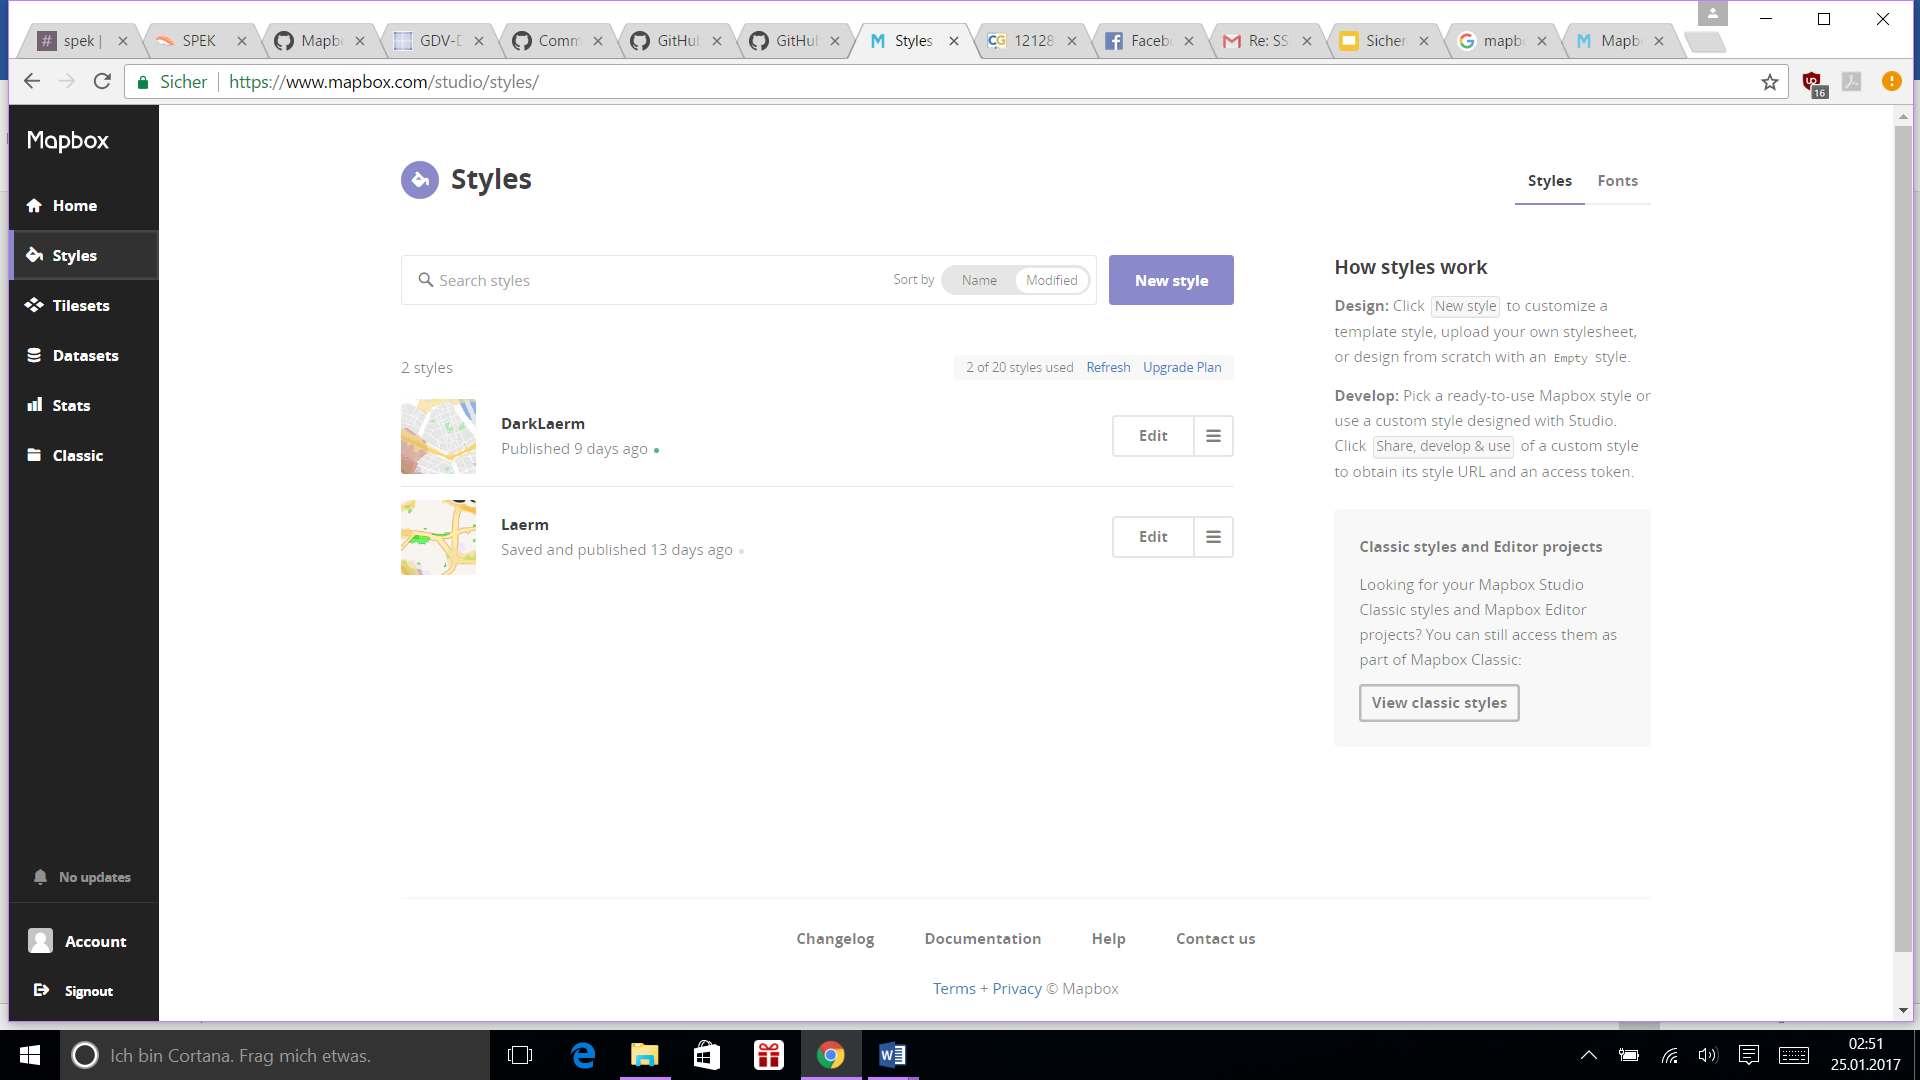 spek |
SPEK
Mapb
GDV-D
Comm
GitHu
GitHu
Styles
12128
Faceb
Re: SS
Sicher
mapb
Mapb
Sicher
https://www.mapbox.com/studio/styles/
16
Mapbox
Home
Styles
Tilesets
Datasets
Stats
Classic
No updates
Account
Signout
Styles
Styles
Fonts
Search styles
Sort by
Name
Modified
New style
2 styles
2 of 20 styles used
Refresh
Upgrade Plan
DarkLaerm
Published 9 days ago
Edit
Laerm
Saved and published 13 days ago
Edit
How styles work
Design: Click New style to customize a
template style, upload your own stylesheet,
or design from scratch with an Empty style.
Develop: Pick a ready-to-use Mapbox style or
use a custom style designed with Studio.
Click Share, develop & use of a custom style
to obtain its style URL and an access token.
Classic styles and Editor projects
Looking for your Mapbox Studio
Classic styles and Mapbox Editor
projects? You can still access them as
part of Mapbox Classic:
View classic styles
Changelog
Documentation
Help
Contact us
Terms + Privacy © Mapbox
Ich bin Cortana. Frag mich etwas.
02:51
25.01.2017